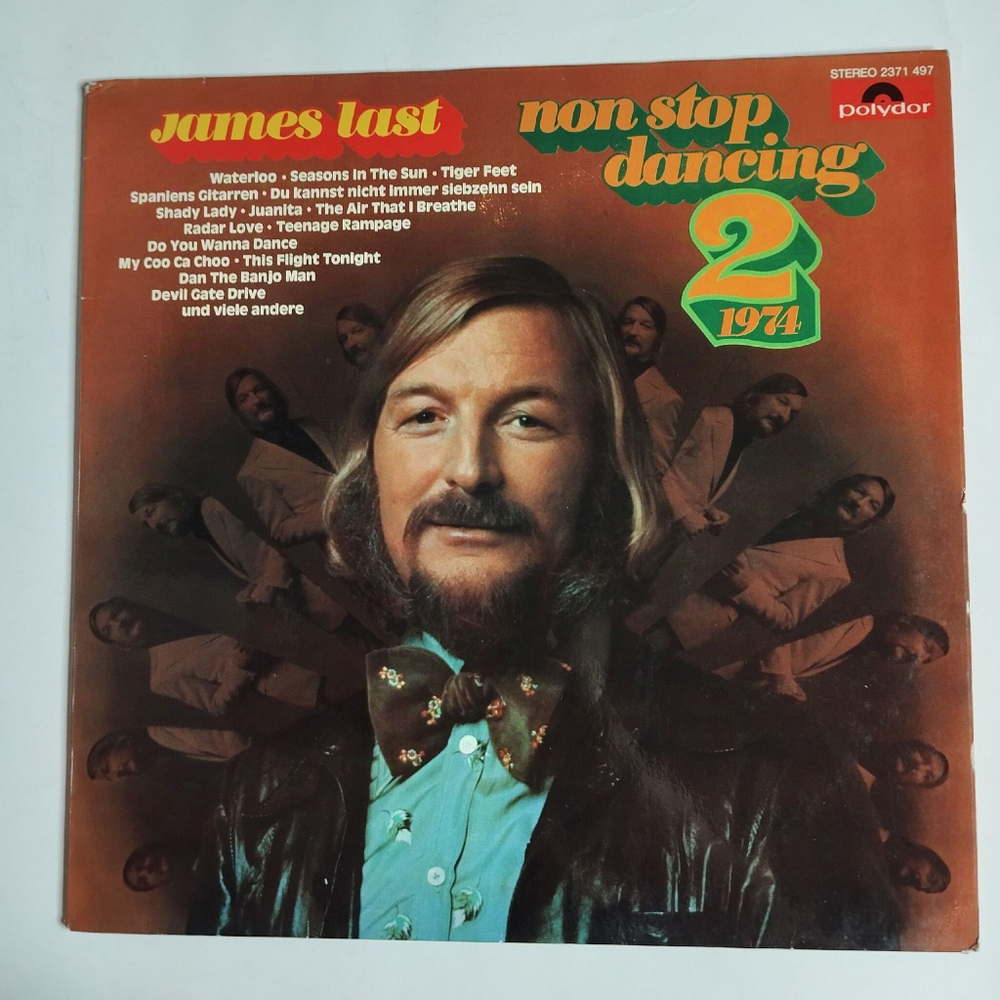 STEREO 2371 497
polydor
james last
non stop
dancing
2
1974
Waterloo • Seasons In The Sun • Tiger Feet
Spaniens Gitarren • Du kannst nicht immer siebzehn sein
Shady Lady • Juanita • The Air That I Breathe
Radar Love • Teenage Rampage
Do You Wanna Dance
My Coo Ca Choo • This Flight Tonight
Dan The Banjo Man
Devil Gate Drive
und viele andere